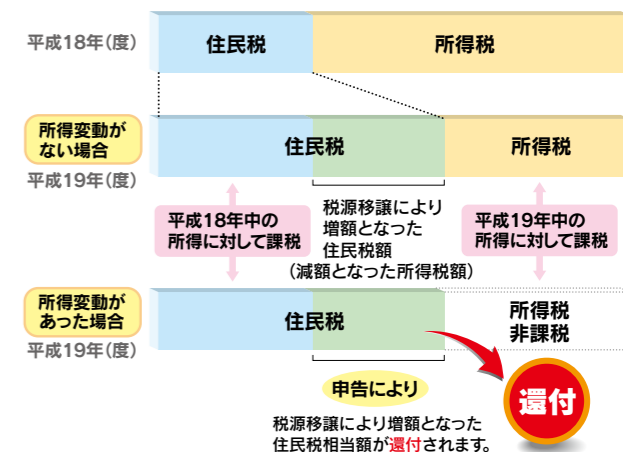 平成18年(度)
住民税
所得税
所得変動が
ない場合
平成19年(度)
住民税
所得税
平成18年中の
所得に対して課税
税源移譲により
増額となった
住民税額
(減額となった所得税額)
平成19年中の
所得に対して課税
所得変動が
あった場合
平成19年(度)
住民税
所得税
非課税
還付
申告により
税源移譲により増額となった
住民税相当額が還付されます。